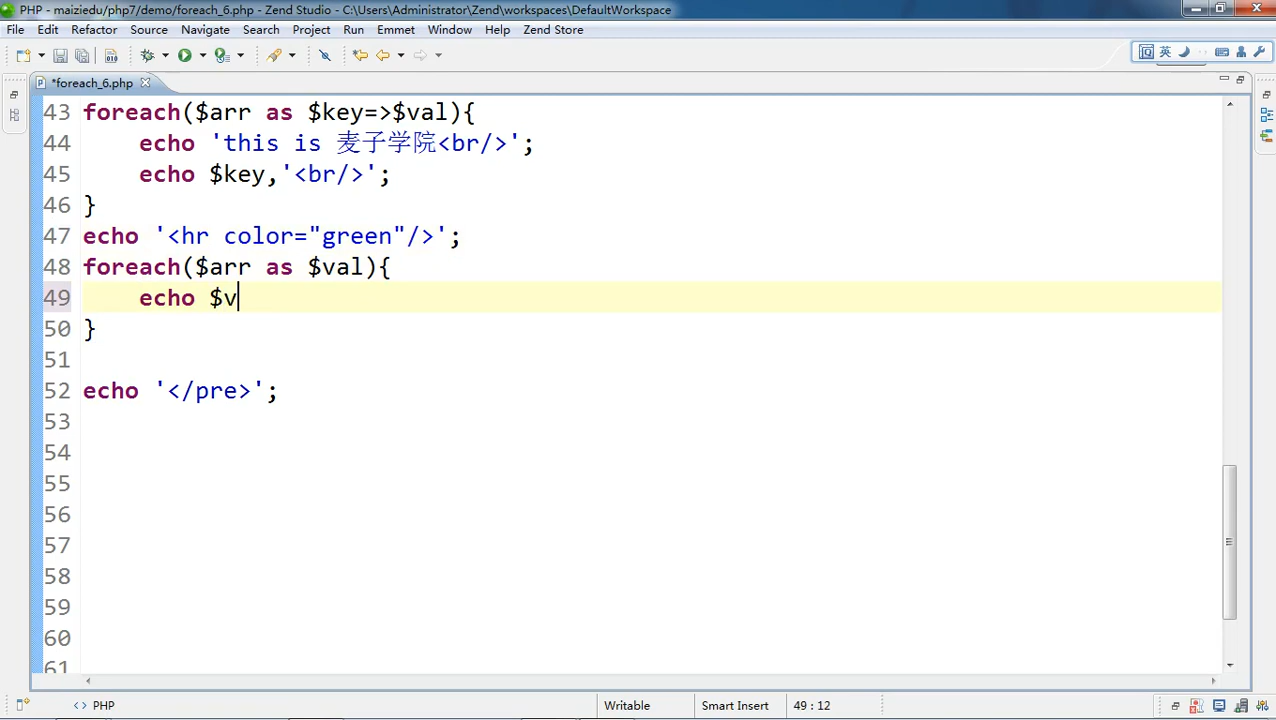 PHP - maiziedu/php7/demo/foreach_6.php - Zend Studio - C:\Users\Administrator\Zend\workspaces\DefaultWorkspace
File Edit Refactor Source Navigate Search Project Run Emmet Window Help Zend Store
英
*foreach_6.php
43 foreach($arr as $key=>$val){
44 echo 'this is 麦子学院<br/>';
45 echo $key,'<br/>';
46 }
47 echo '<hr color="green"/>';
48 foreach($arr as $val){
49 echo $v
50 }
51
52 echo '</pre>';
53
54
55
56
57
58
59
60
61
<> PHP Writable Smart Insert 49 : 12